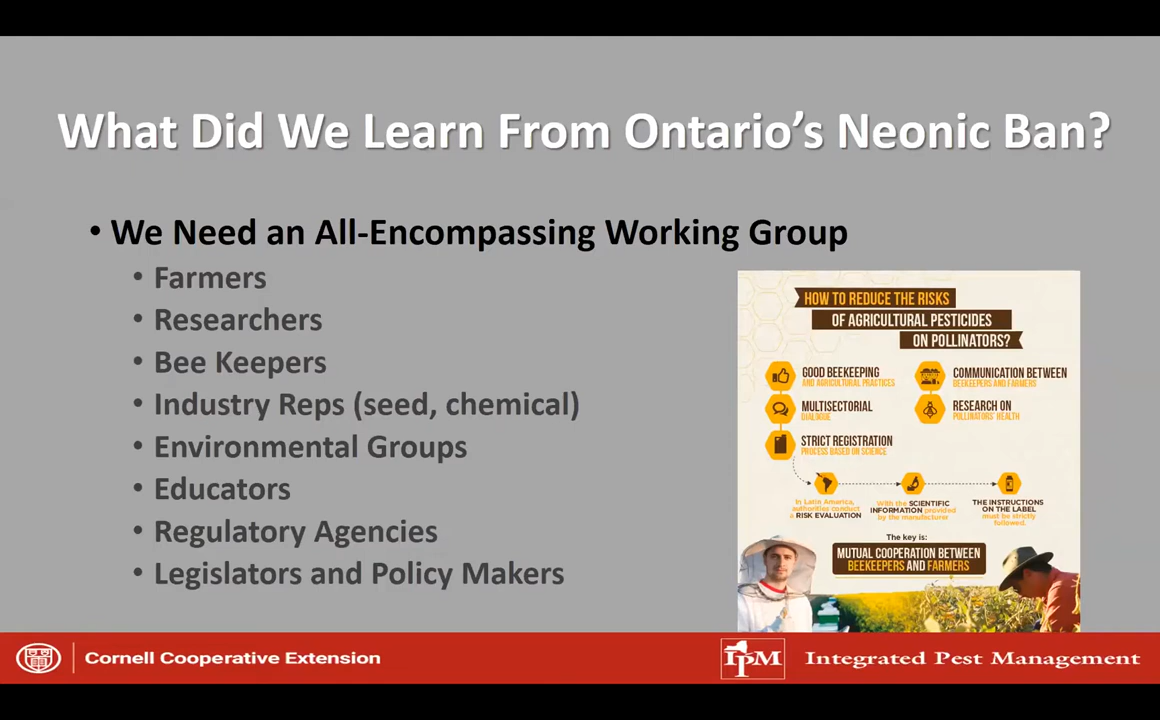 What Did We Learn From Ontario's Neonic Ban?
• We Need an All-Encompassing Working Group
• Farmers
• Researchers
• Bee Keepers
• Industry Reps (seed, chemical)
• Environmental Groups
• Educators
• Regulatory Agencies
• Legislators and Policy Makers
HOW TO REDUCE THE RISKS
OF AGRICULTURAL PESTICIDES
ON POLLINATORS?
GOOD BEEKEEPING
AND AGRICULTURAL PRACTICES
MULTISECTORIAL
DIALOGUE
STRICT REGISTRATION
PROCESS BASED ON SCIENCE
COMMUNICATION BETWEEN
BEEKEEPERS AND FARMERS
RESEARCH ON
POLLINATORS' HEALTH
In Latin America,
authorities conduct
a RISK EVALUATION
With the SCIENTIFIC
INFORMATION provided
by the manufacturer
THE INSTRUCTIONS
ON THE LABEL
must be strictly
followed.
The key is:
MUTUAL COOPERATION BETWEEN
BEEKEEPERS AND FARMERS
Cornell Cooperative Extension
IPM
Integrated Pest Management